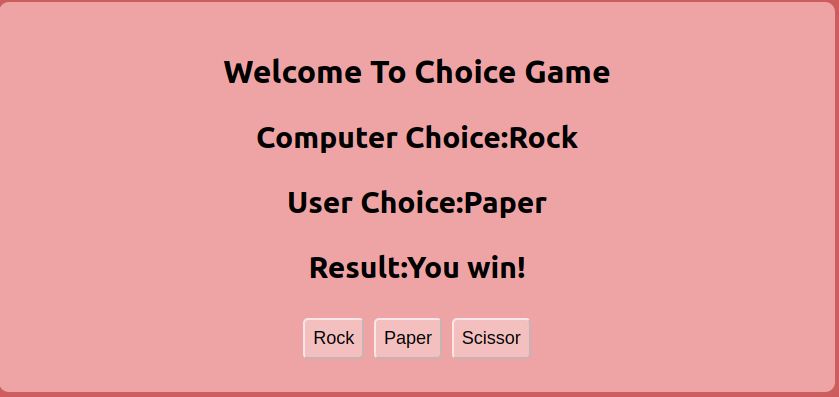 Welcome To Choice Game
Computer Choice:Rock
User Choice:Paper
Result:You win!
Rock Paper Scissor